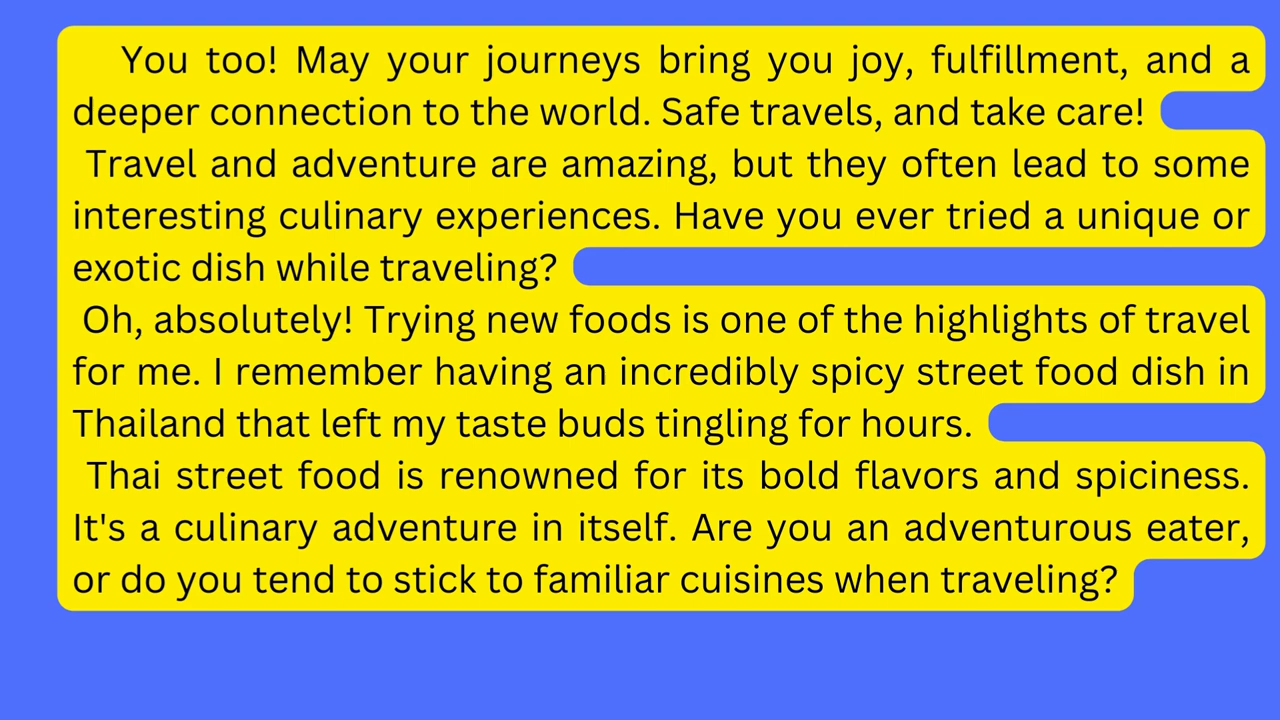 You too! May your journeys bring you joy, fulfillment, and a
deeper connection to the world. Safe travels, and take care!
Travel and adventure are amazing, but they often lead to some
interesting culinary experiences. Have you ever tried a unique or
exotic dish while traveling?
Oh, absolutely! Trying new foods is one of the highlights of travel
for me. I remember having an incredibly spicy street food dish in
Thailand that left my taste buds tingling for hours.
Thai street food is renowned for its bold flavors and spiciness.
It's a culinary adventure in itself. Are you an adventurous eater,
or do you tend to stick to familiar cuisines when traveling?